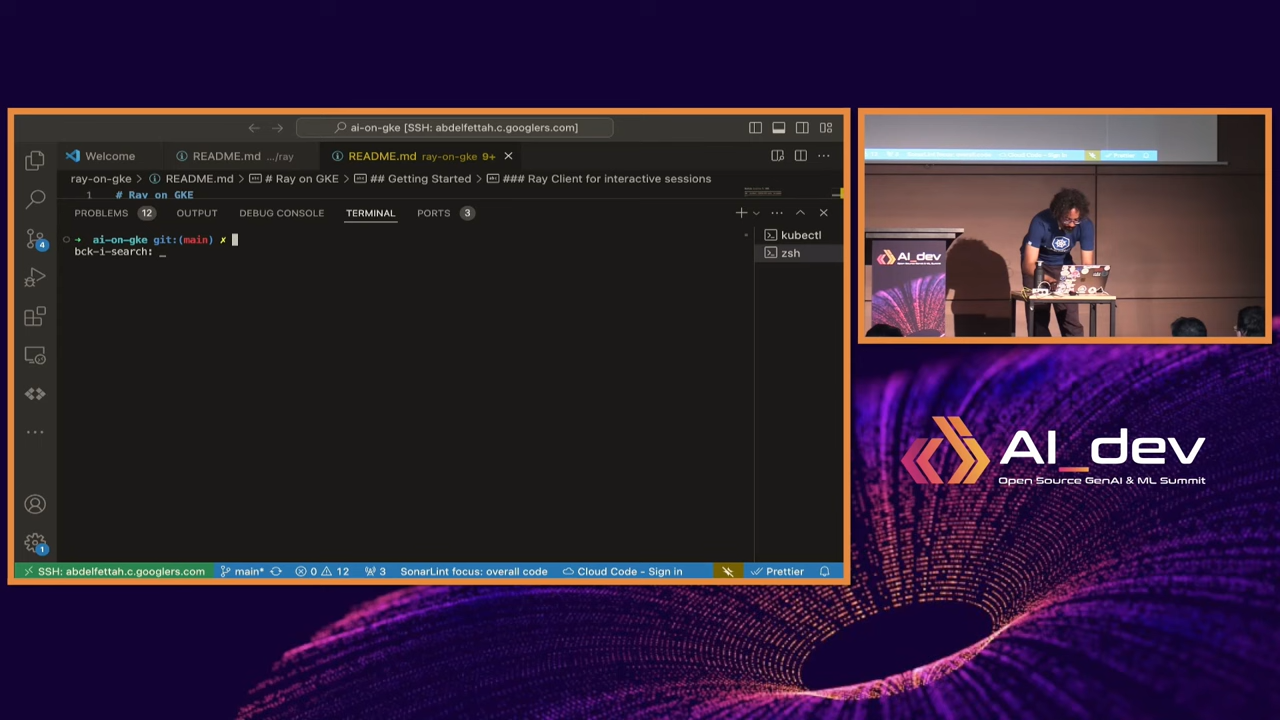 ai-on-gke [SSH: abdelfettah.c.googlers.com]
Welcome
README.md .../ray
README.md ray-on-gke 9+
ray-on-gke > README.md > # Ray on GKE > ## Getting Started > ### Ray Client for interactive sessions
1 # Ray on GKE
PROBLEMS 12 OUTPUT DEBUG CONSOLE TERMINAL PORTS 3
→ ai-on-gke git:(main) ✗
bck-i-search: _
kubectl
zsh
4
1
SSH: abdelfettah.c.googlers.com main* 0 12 3 SonarLint focus: overall code Cloud Code - Sign in Prettier
AI_dev
AI_dev
Open Source GenAI & ML Summit